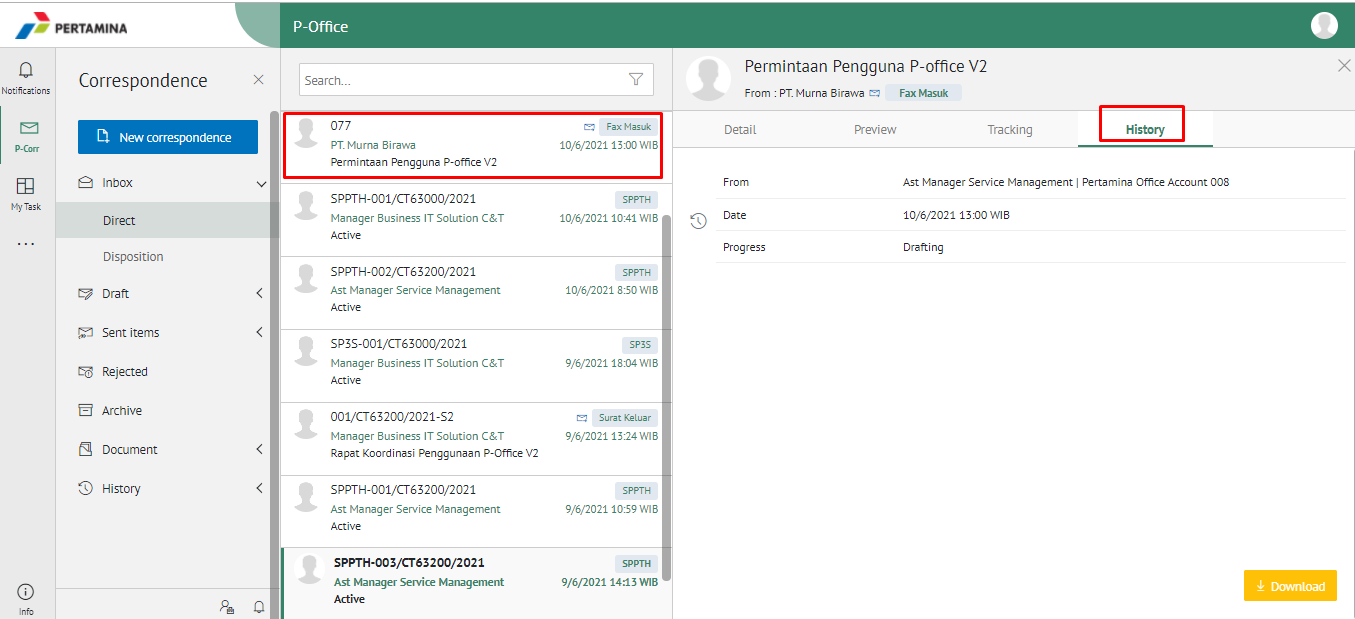 PERTAMINA
P-Office
Notifications
P-Corr
My Task
...
Info
Correspondence
New correspondence
Inbox
Direct
Disposition
Draft
Sent items
Rejected
Archive
Document
History
Search...
077
Fax Masuk
PT. Murna Birawa
10/6/2021 13:00 WIB
Permintaan Pengguna P-office V2
SPPTH-001/CT63000/2021
SPPTH
Manager Business IT Solution C&T
10/6/2021 10:41 WIB
Active
SPPTH-002/CT63200/2021
SPPTH
Ast Manager Service Management
10/6/2021 8:50 WIB
Active
SP3S-001/CT63000/2021
SP3S
Manager Business IT Solution C&T
9/6/2021 18:04 WIB
Active
001/CT63200/2021-S2
Surat Keluar
Manager Business IT Solution C&T
9/6/2021 13:24 WIB
Rapat Koordinasi Penggunaan P-Office V2
SPPTH-001/CT63200/2021
SPPTH
Ast Manager Service Management
9/6/2021 10:59 WIB
Active
SPPTH-003/CT63200/2021
SPPTH
Ast Manager Service Management
9/6/2021 14:13 WIB
Active
Permintaan Pengguna P-office V2
From : PT. Murna Birawa
Fax Masuk
Detail
Preview
Tracking
History
From
Ast Manager Service Management | Pertamina Office Account 008
Date
10/6/2021 13:00 WIB
Progress
Drafting
Download